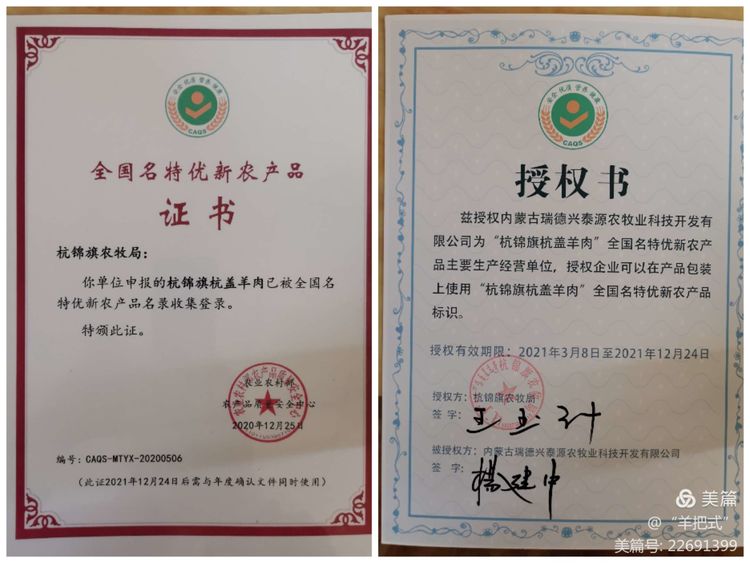 安全 优质 营养 健康
CAQS
全国名特优新农产品
证书
杭锦旗农牧局：
你单位申报的杭锦旗杭盖羊肉已被全国名
特优新农产品名录收集登录。
特颁此证。
农业农村部
农产品质量安全中心
2020年12月25日
编号：CAQS-MTYX-20200506
（此证2021年12月24日后需与年度确认文件同时使用）
安全 优质 营养 健康
CAQS
授权书
兹授权内蒙古瑞德兴泰源农牧业科技开发有
限公司为“杭锦旗杭盖羊肉”全国名特优新农产
品主要生产经营单位，授权企业可以在产品包装
上使用“杭锦旗杭盖羊肉”全国名特优新农产品
标识。
授权有效期限：2021年3月8日至2021年12月24日
授权方：杭锦旗农牧局
签字：
被授权方：内蒙古瑞德兴泰源农牧业科技开发有限公司
签字：杨建中
美篇
@“羊把式”
美篇号：22691399